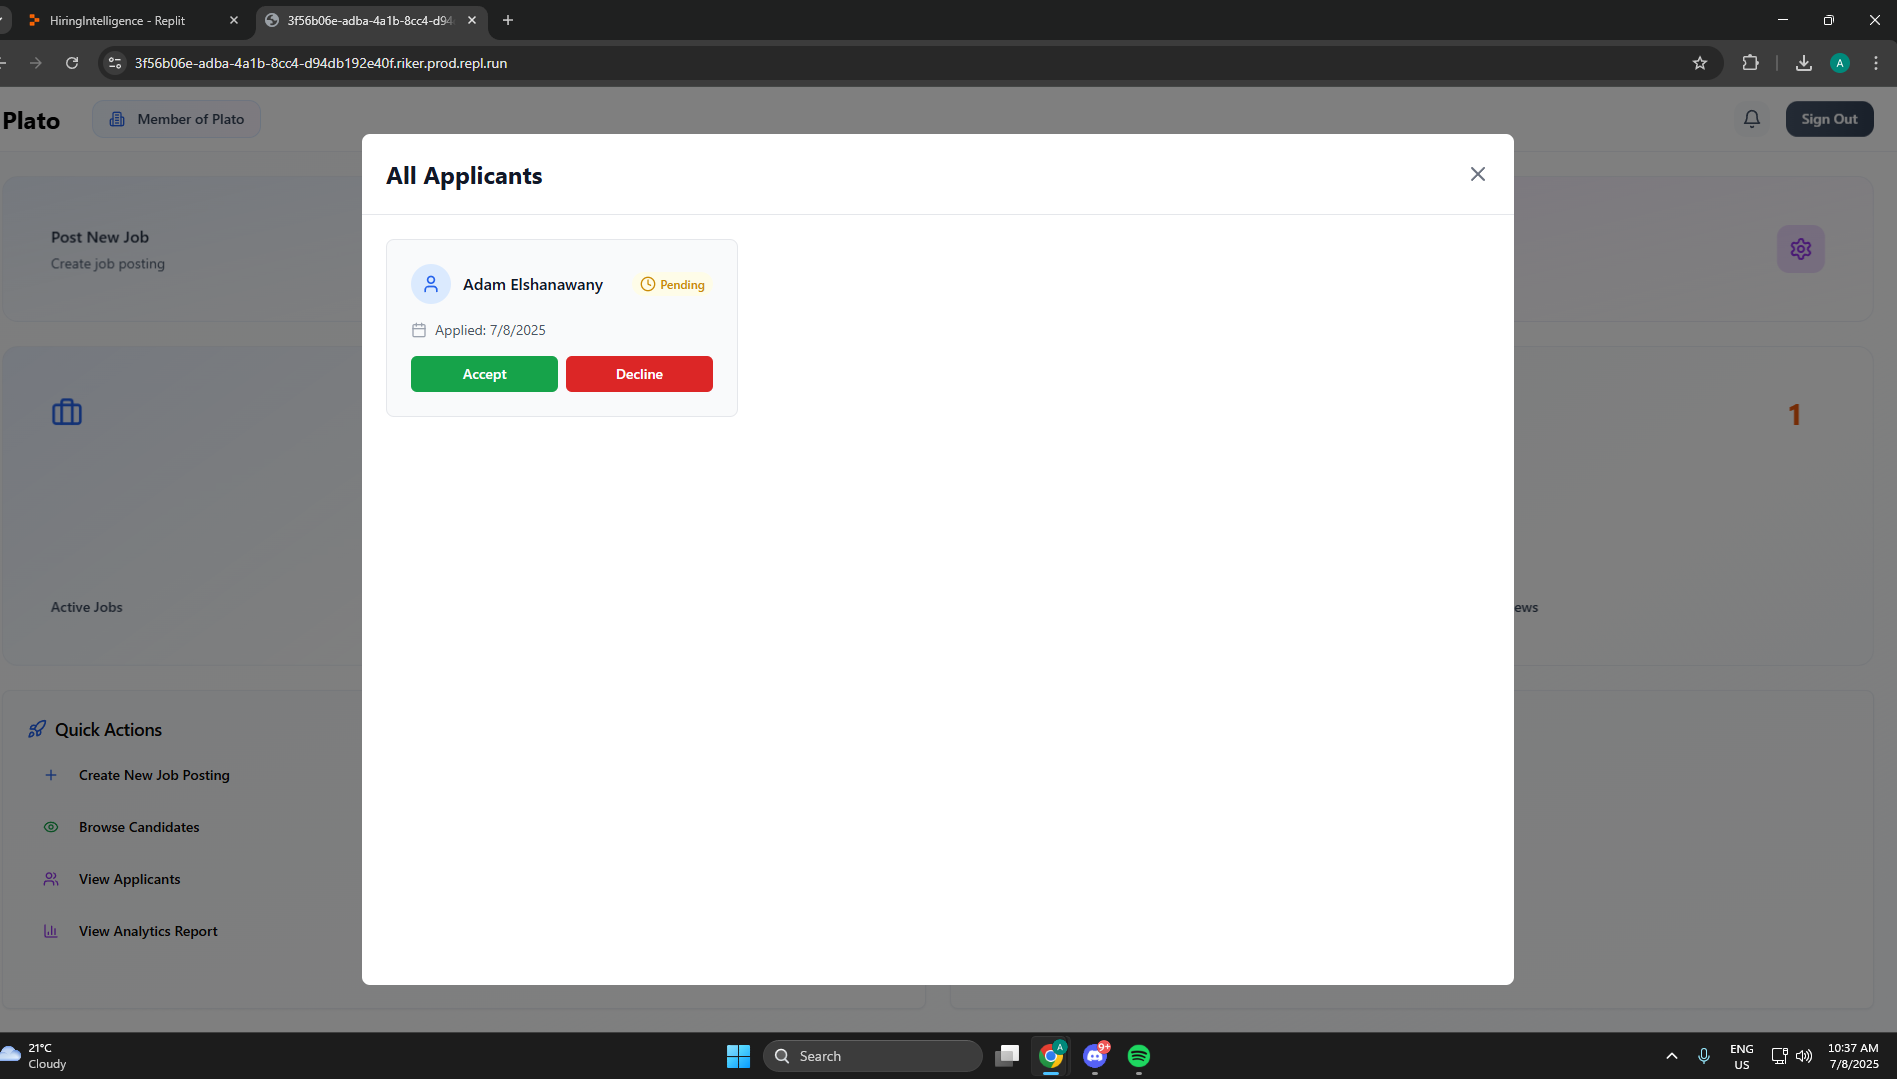 HiringIntelligence - Replit
3f56b06e-adba-4a1b-8cc4-d94
3f56b06e-adba-4a1b-8cc4-d94db192e40f.riker.prod.repl.run
A
Plato
Member of Plato
Sign Out
All Applicants
Post New Job
Create job posting
Adam Elshanawany
Pending
Applied: 7/8/2025
Accept
Decline
1
Active Jobs
ews
Quick Actions
Create New Job Posting
Browse Candidates
View Applicants
View Analytics Report
21°C
Cloudy
Search
A
9+
ENG
US
10:37 AM
7/8/2025